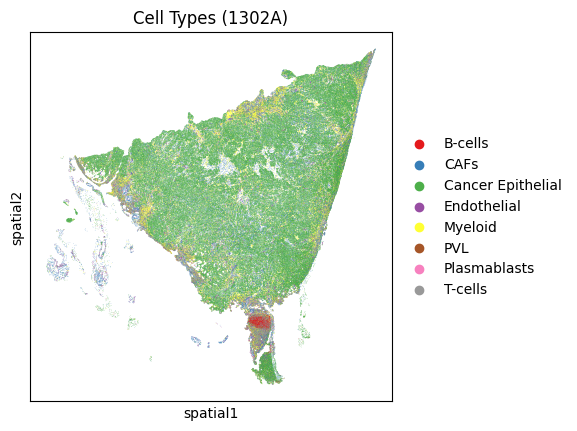 Cell Types (1302A)
spatial2
spatial1
B-cells
CAFs
Cancer Epithelial
Endothelial
Myeloid
PVL
Plasmablasts
T-cells